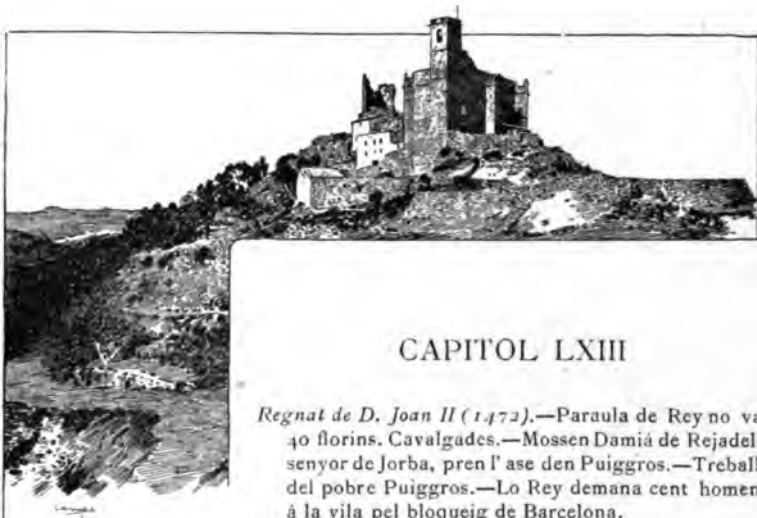 CAPITOL LXIII
Regnat de D. Joan II (1472).—Paraula de Rey no va
40 florins. Cavalgades.—Mossen Damiá de Rejadel
senyor de Jorba, pren l' ase den Puiggros.—Treball
del pobre Puiggros.—Lo Rey demana cent homen
á la vila pel bloqueig de Barcelona.